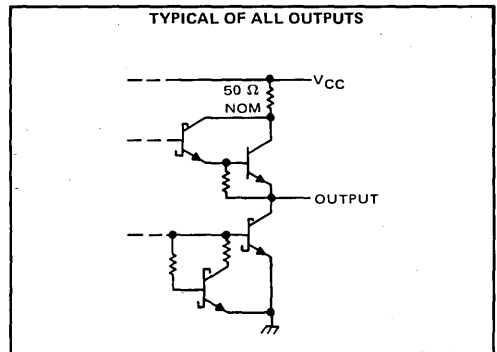 TYPICAL OF ALL OUTPUTS
VCC
50 Ω
NOM
OUTPUT